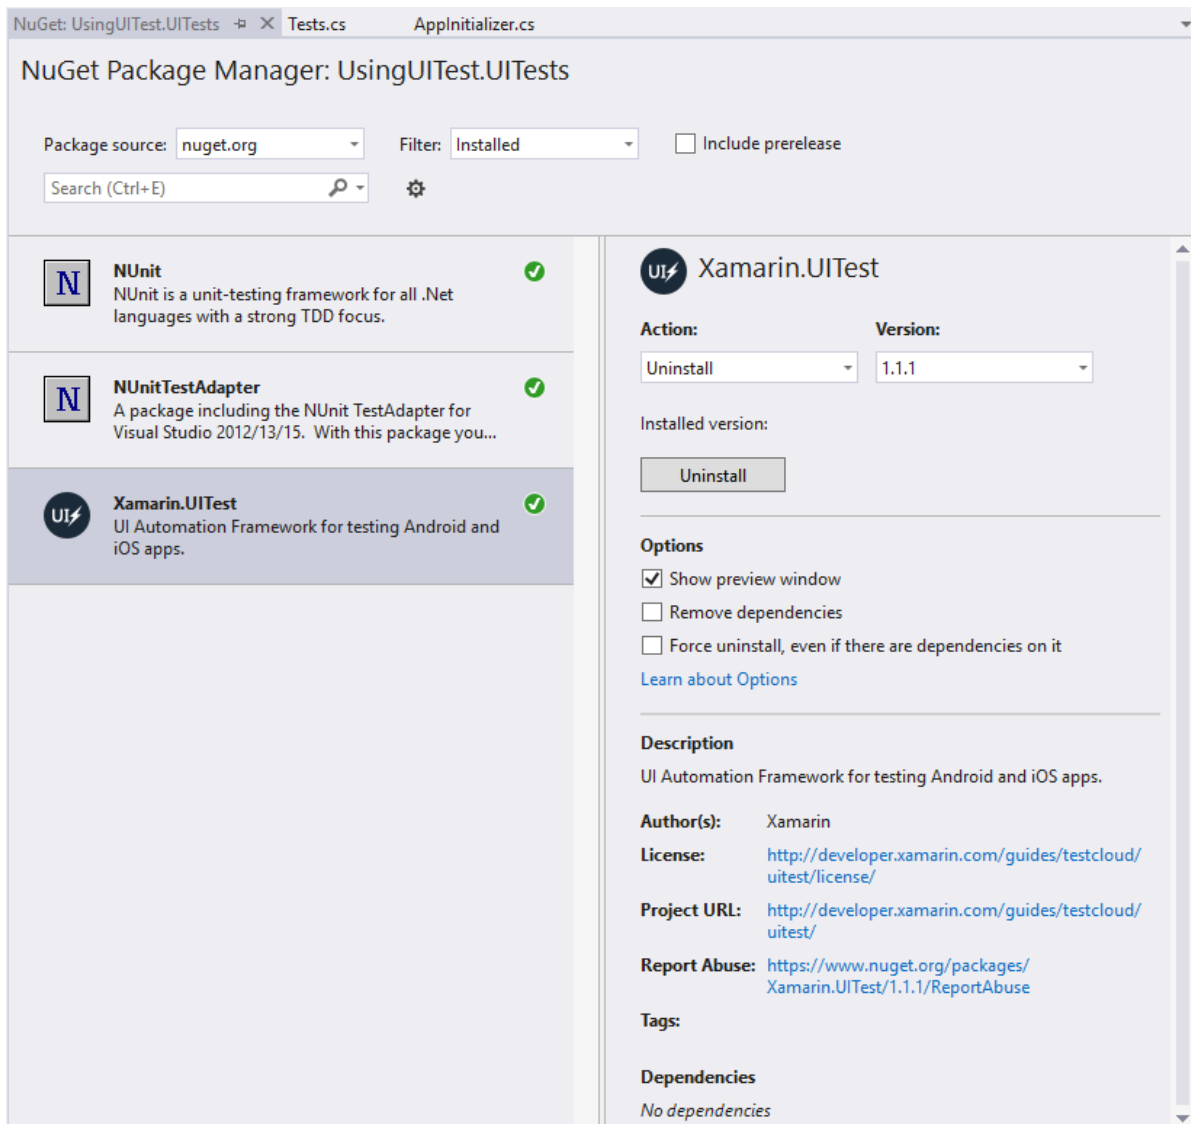 NuGet: UsingUITest.UITests
Tests.cs
AppInitializer.cs
NuGet Package Manager: UsingUITest.UITests
Package source: nuget.org
Filter: Installed
Include prerelease
Search (Ctrl+E)
N
NUnit
NUnit is a unit-testing framework for all .Net
languages with a strong TDD focus.
N
NUnitTestAdapter
A package including the NUnit TestAdapter for
Visual Studio 2012/13/15. With this package you...
UI
Xamarin.UITest
UI Automation Framework for testing Android and
iOS apps.
UI
Xamarin.UITest
Action:
Version:
Uninstall
1.1.1
Installed version:
Uninstall
Options
Show preview window
Remove dependencies
Force uninstall, even if there are dependencies on it
Learn about Options
Description
UI Automation Framework for testing Android and iOS apps.
Author(s): Xamarin
License: http://developer.xamarin.com/guides/testcloud/
uitest/license/
Project URL: http://developer.xamarin.com/guides/testcloud/
uitest/
Report Abuse: https://www.nuget.org/packages/
Xamarin.UITest/1.1.1/ReportAbuse
Tags:
Dependencies
No dependencies